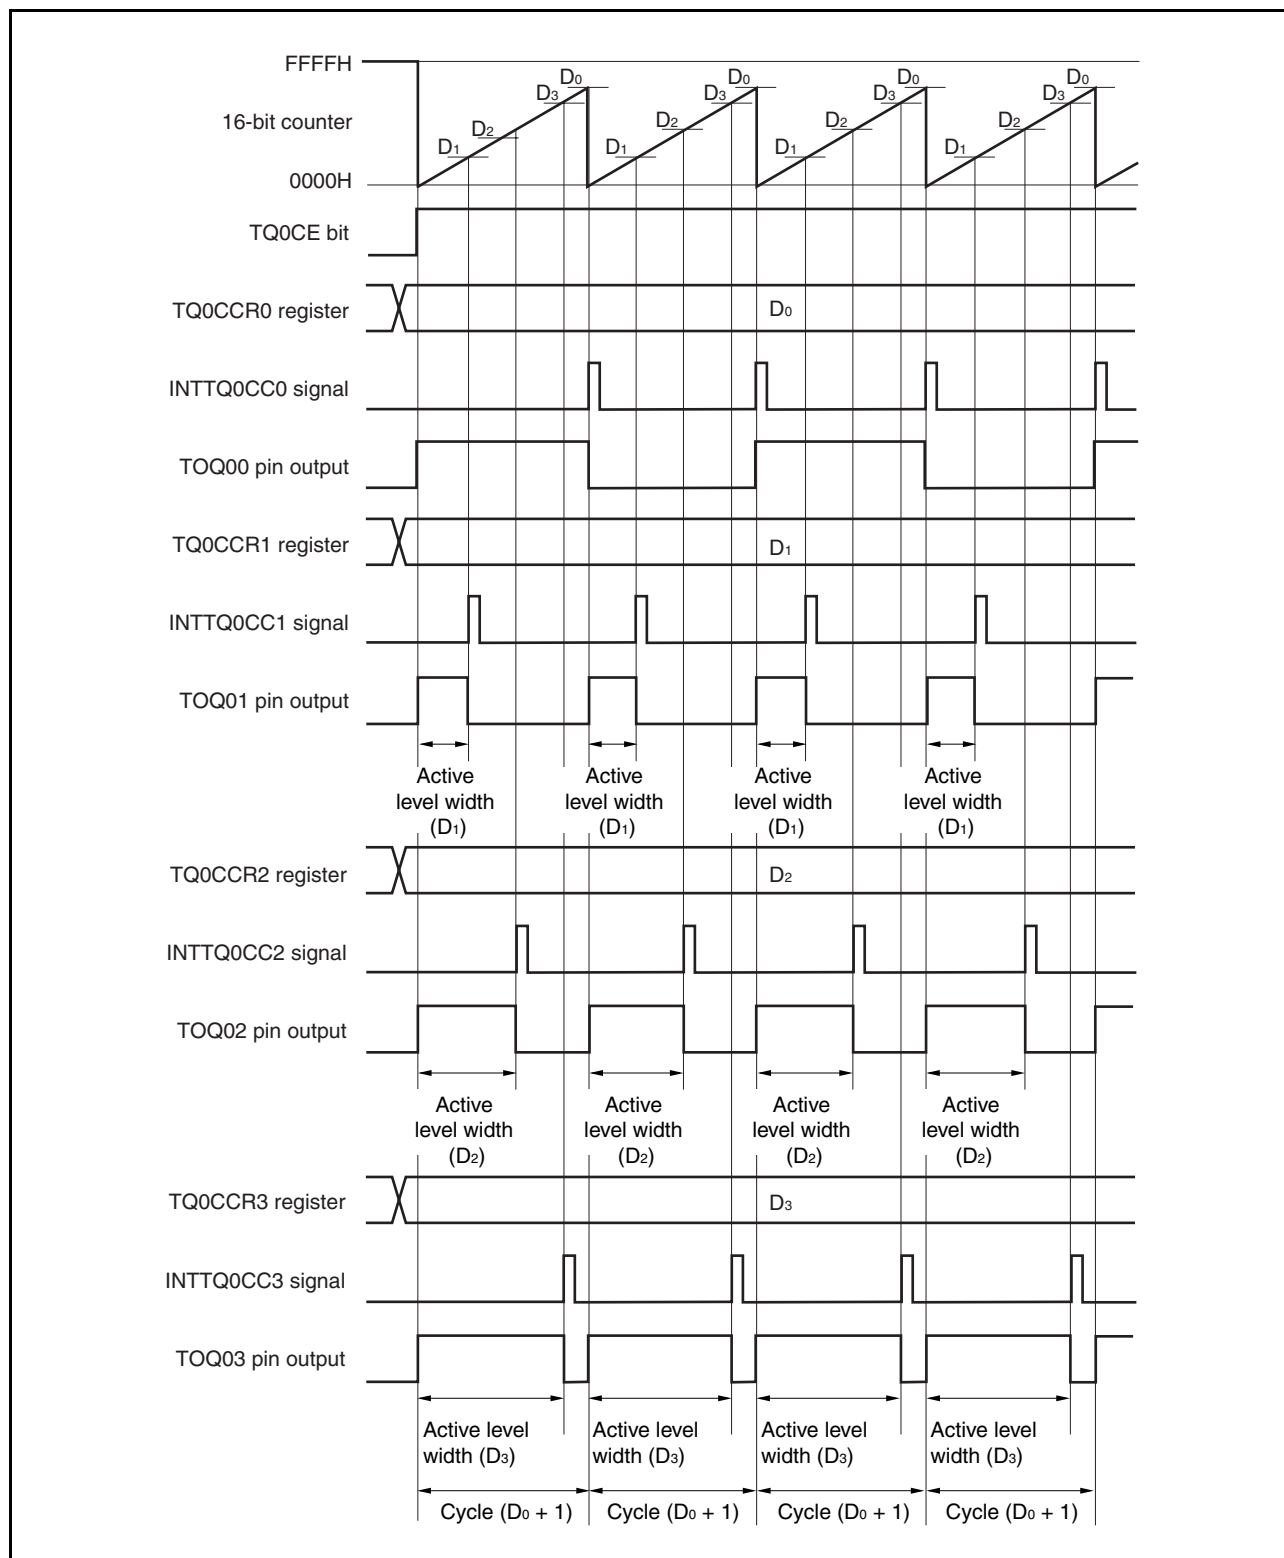 FFFFH
D0 D0 D0 D0
D3 D3 D3 D3
16-bit counter
D2 D2 D2 D2
D1 D1 D1 D1
0000H
TQ0CE bit
TQ0CCR0 register
D0
INTTQ0CC0 signal
TOQ00 pin output
TQ0CCR1 register
D1
INTTQ0CC1 signal
TOQ01 pin output
Active level width (D1)
Active level width (D1)
Active level width (D1)
Active level width (D1)
TQ0CCR2 register
D2
INTTQ0CC2 signal
TOQ02 pin output
Active level width (D2)
Active level width (D2)
Active level width (D2)
Active level width (D2)
TQ0CCR3 register
D3
INTTQ0CC3 signal
TOQ03 pin output
Active level width (D3)
Active level width (D3)
Active level width (D3)
Active level width (D3)
Cycle (D0 + 1)
Cycle (D0 + 1)
Cycle (D0 + 1)
Cycle (D0 + 1)